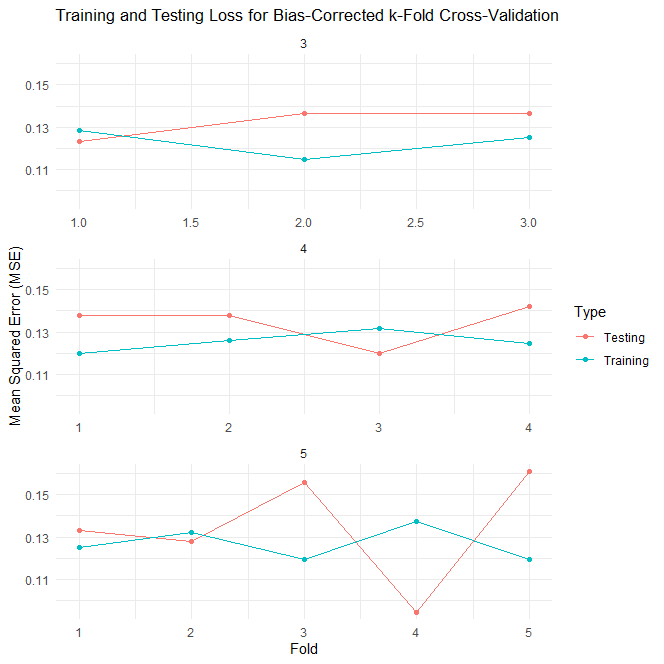 Training and Testing Loss for Bias-Corrected k-Fold Cross-Validation
3
0.15
0.13
0.11
1.0 1.5 2.0 2.5 3.0
4
0.15
0.13
0.11
1 2 3 4
5
0.15
0.13
0.11
1 2 3 4 5
Fold
Mean Squared Error (MSE)
Type
Testing
Training